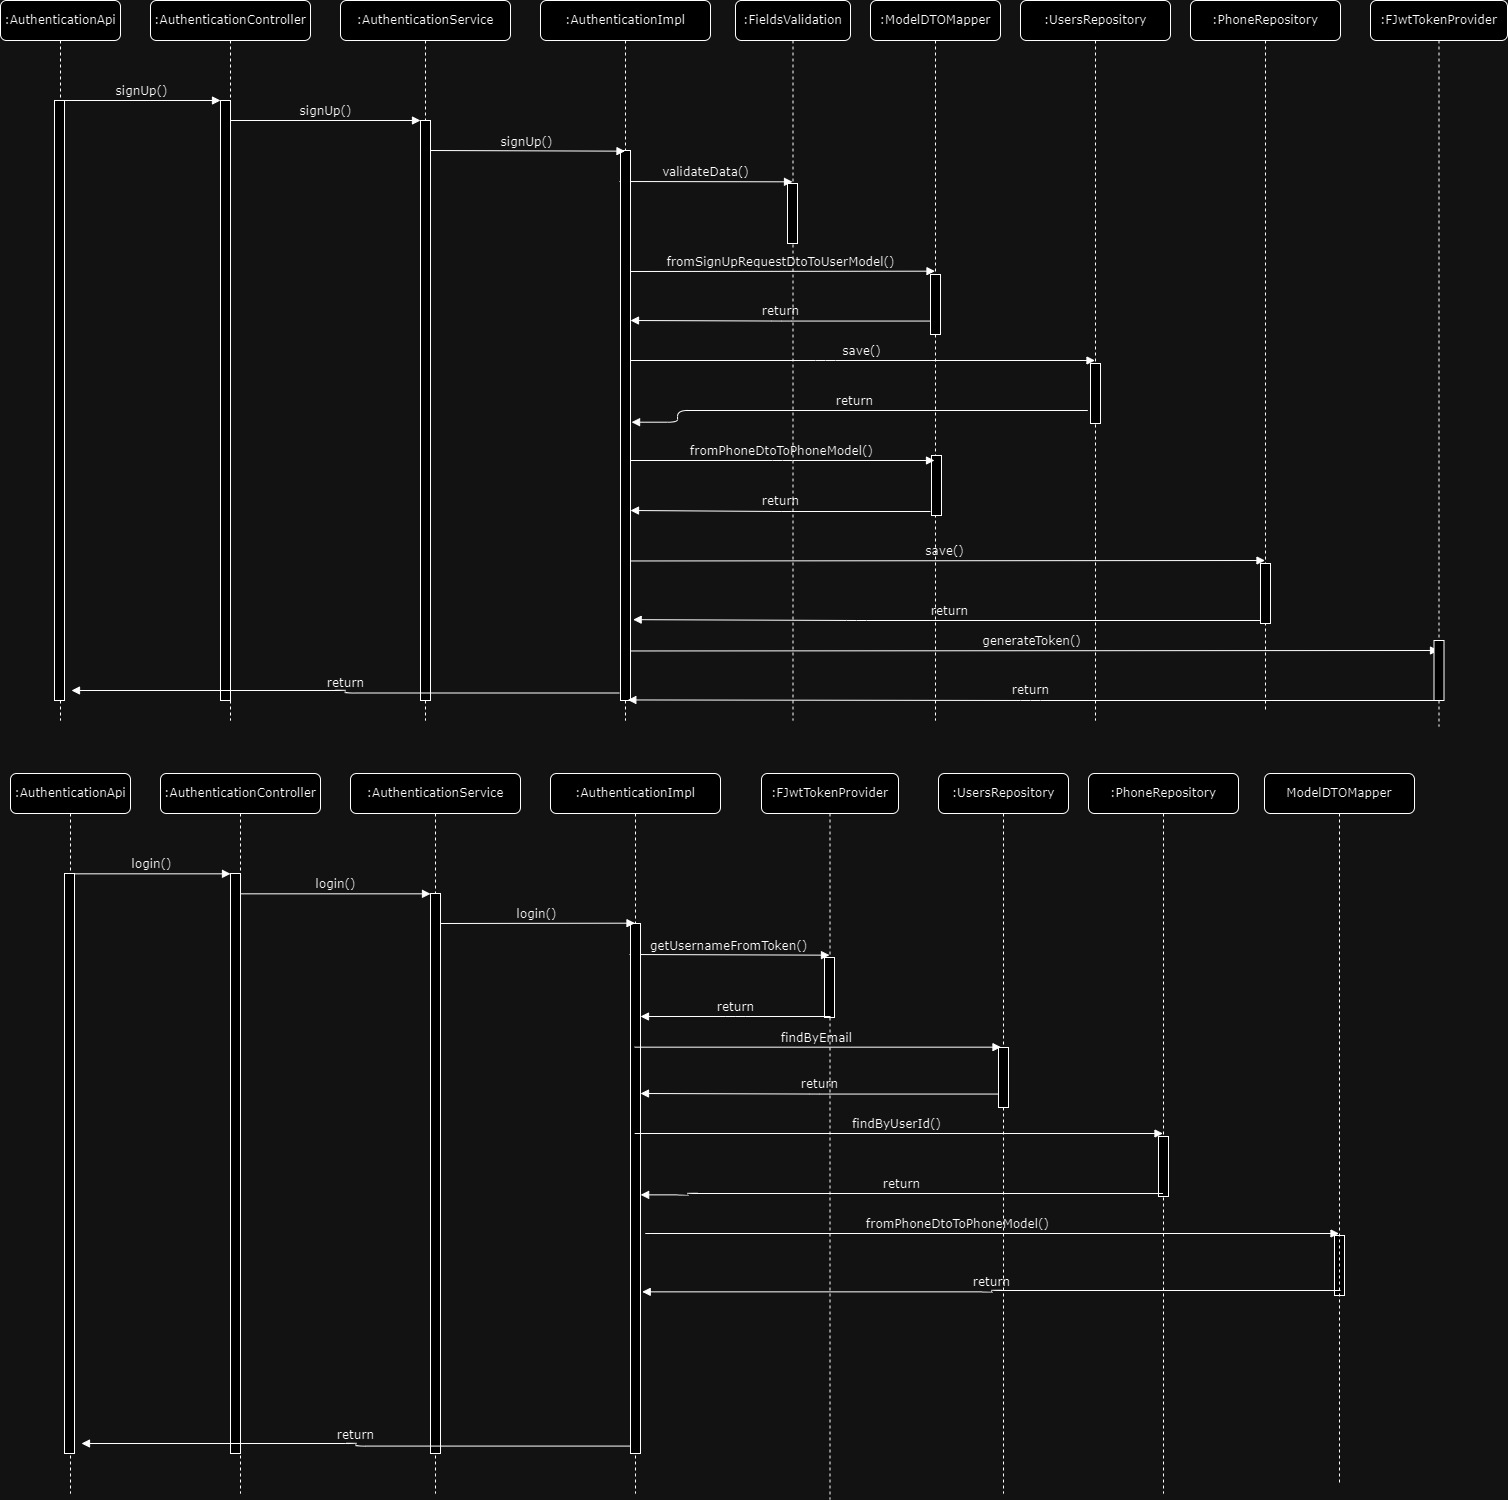 :AuthenticationApi
:AuthenticationController
:AuthenticationService
:AuthenticationImpl
:FieldsValidation
:ModelDTOMapper
:UsersRepository
:PhoneRepository
:FJwtTokenProvider
signUp()
signUp()
signUp()
validateData()
fromSignUpRequestDtoToUserModel()
return
save()
return
fromPhoneDtoToPhoneModel()
return
save()
return
generateToken()
return
return
:AuthenticationApi
:AuthenticationController
:AuthenticationService
:AuthenticationImpl
:FJwtTokenProvider
:UsersRepository
:PhoneRepository
ModelDTOMapper
login()
login()
login()
getUsernameFromToken()
return
findByEmail
return
findByUserId()
return
fromPhoneDtoToPhoneModel()
return
return